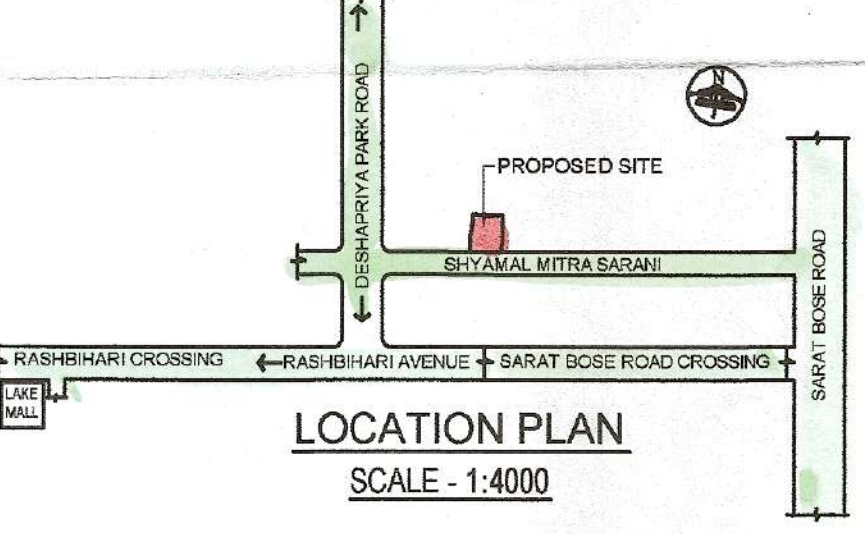 N
DESHAPRIYA PARK ROAD
PROPOSED SITE
SHYAMAL MITRA SARANI
SARAT BOSE ROAD
RASHBIHARI CROSSING
RASHBIHARI AVENUE
SARAT BOSE ROAD CROSSING
LAKE
MALL
LOCATION PLAN
SCALE - 1:4000